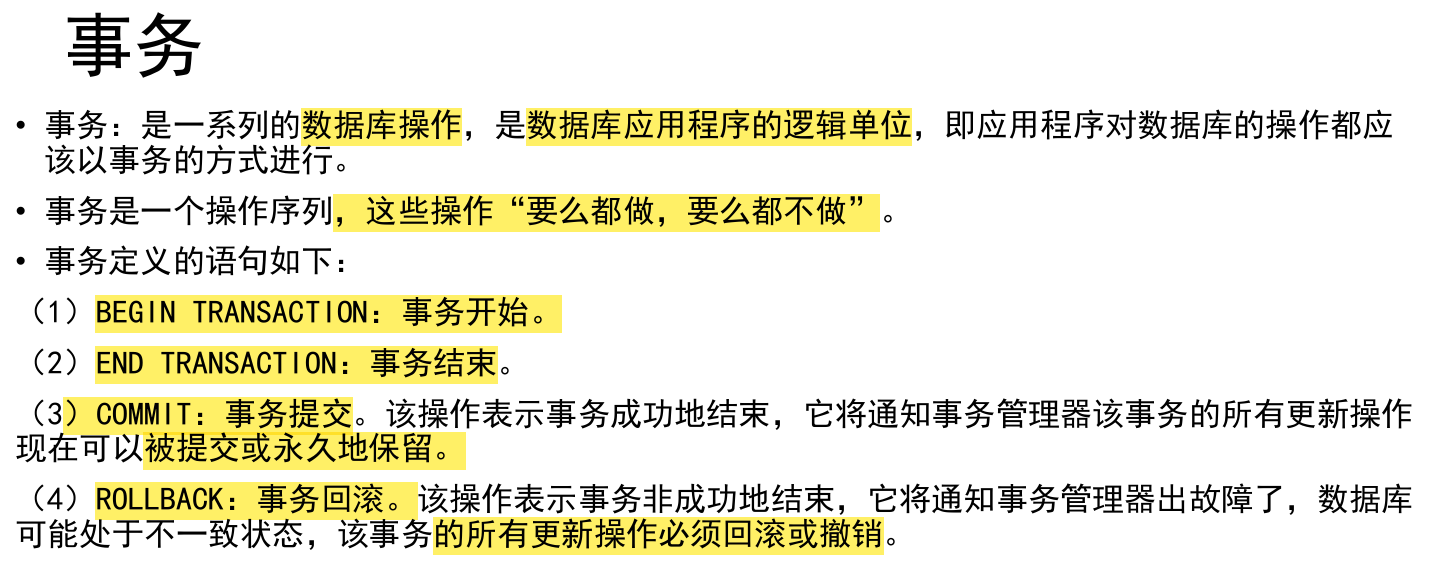 事务
• 事务：是一系列的数据库操作，是数据库应用程序的逻辑单位，即应用程序对数据库的操作都应
该以事务的方式进行。
• 事务是一个操作序列，这些操作“要么都做，要么都不做”。
• 事务定义的语句如下：
（1）BEGIN TRANSACTION：事务开始。
（2）END TRANSACTION：事务结束。
（3）COMMIT：事务提交。该操作表示事务成功地结束，它将通知事务管理器该事务的所有更新操作
现在可以被提交或永久地保留。
（4）ROLLBACK：事务回滚。该操作表示事务非成功地结束，它将通知事务管理器出故障了，数据库
可能处于不一致状态，该事务的所有更新操作必须回滚或撤销。